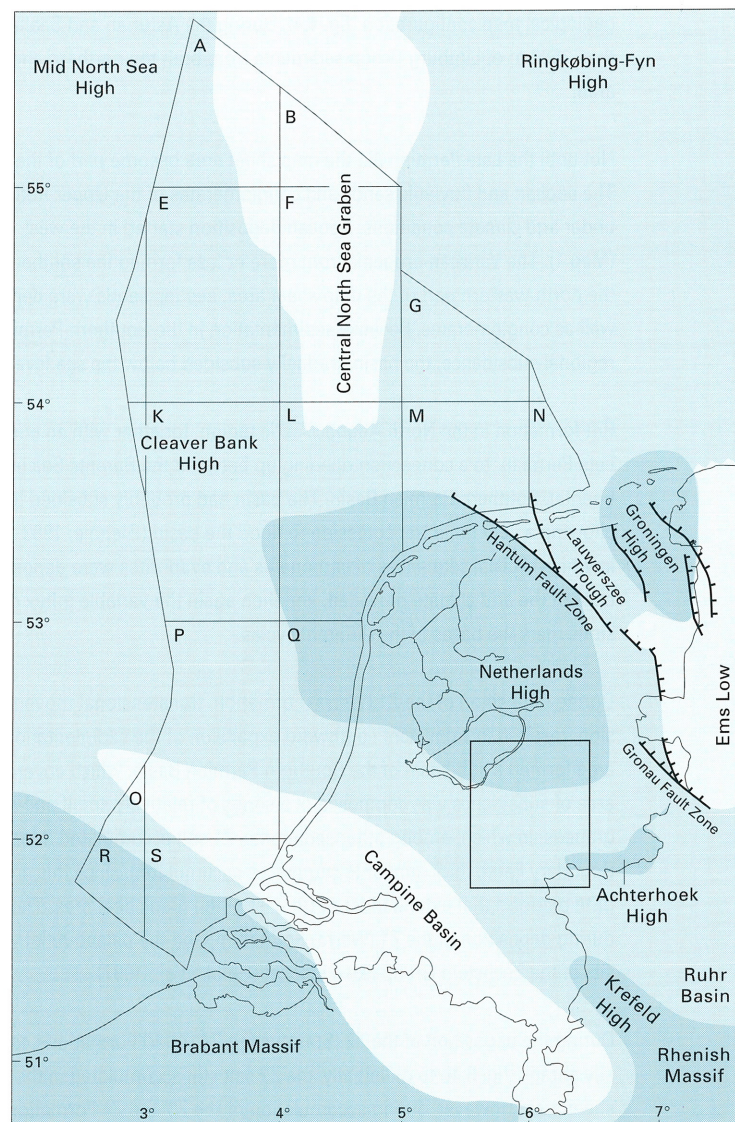 A
Mid North Sea
High
Ringkøbing-Fyn
High
B
55°
E
F
Central North Sea Graben
G
54°
K
L
M
N
Cleaver Bank
High
Hantum Fault Zone
Lauwerszee
Trough
Groningen
High
53°
P
Q
Netherlands
High
Ems Low
Gronau Fault Zone
O
52°
R
S
Campine Basin
Achterhoek
High
Krefeld
High
Ruhr
Basin
Brabant Massif
51°
Rhenish
Massif
3°
4°
5°
6°
7°